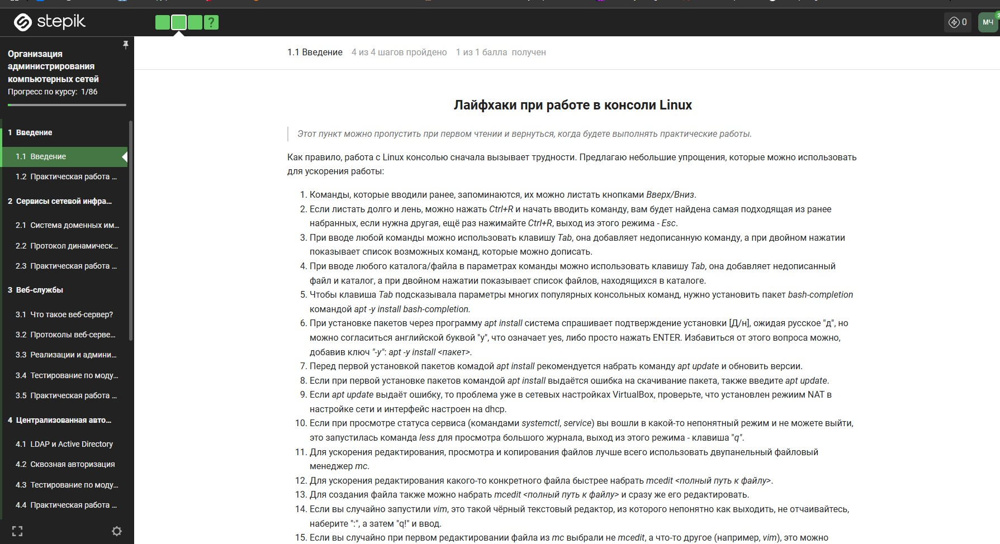 stepik
?
0
МЧ
2
Организация
администрирования
компьютерных сетей
Прогресс по курсу: 1/86
1 Введение
1.1 Введение
1.2 Практическая работа ...
2 Сервисы сетевой инфра...
2.1 Система доменных им...
2.2 Протокол динамическ...
2.3 Практическая работа ...
3 Веб-службы
3.1 Что такое веб-сервер?
3.2 Протоколы веб-серве...
3.3 Реализации и админи...
3.4 Тестирование по моду...
3.5 Практическая работа ...
4 Централизованная авто...
4.1 LDAP и Active Directory
4.2 Сквозная авторизация
4.3 Тестирование по моду...
4.4 Практическая работа ...
1.1 Введение 4 из 4 шагов пройдено 1 из 1 балла получен
Лайфхаки при работе в консоли Linux
Этот пункт можно пропустить при первом чтении и вернуться, когда будете выполнять практические работы.
Как правило, работа с Linux консолью сначала вызывает трудности. Предлагаю небольшие упрощения, которые можно использовать
для ускорения работы:
1. Команды, которые вводили ранее, запоминаются, их можно листать кнопками Вверх/Вниз.
2. Если листать долго и лень, можно нажать Ctrl+R и начать вводить команду, вам будет найдена самая подходящая из ранее
набранных, если нужна другая, ещё раз нажимайте Ctrl+R, выход из этого режима - Esc.
3. При вводе любой команды можно использовать клавишу Tab, она добавляет недописанную команду, а при двойном нажатии
показывает список возможных команд, которые можно дописать.
4. При вводе любого каталога/файла в параметрах команды можно использовать клавишу Tab, она добавляет недописанный
файл и каталог, а при двойном нажатии показывает список файлов, находящихся в каталоге.
5. Чтобы клавиша Tab подсказывала параметры многих популярных консольных команд, нужно установить пакет bash-completion
командой apt -y install bash-completion.
6. При установке пакетов через программу apt install система спрашивает подтверждение установки [Д/н], ожидая русское "д", но
можно согласиться английской буквой "y", что означает yes, либо просто нажать ENTER. Избавиться от этого вопроса можно,
добавив ключ "-y": apt -y install <пакет>.
7. Перед первой установкой пакетов комадой apt install рекомендуется набрать команду apt update и обновить версии.
8. Если при первой установке пакетов командой apt install выдаётся ошибка на скачивание пакета, также введите apt update.
9. Если apt update выдаёт ошибку, то проблема уже в сетевых настройках VirtualBox, проверьте, что установлен режиим NAT в
настройке сети и интерфейс настроен на dhcp.
10. Если при просмотре статуса сервиса (командами systemctl, service) вы вошли в какой-то непонятный режим и не можете выйти,
это запустилась команда less для просмотра большого журнала, выход из этого режима - клавиша "q".
11. Для ускорения редактирования, просмотра и копирования файлов лучше всего использовать двупанельный файловый
менеджер mc.
12. Для ускорения редактирования какого-то конкретного файла быстрее набрать mcedit <полный путь к файлу>.
13. Для создания файла также можно набрать mcedit <полный путь к файлу> и сразу же его редактировать.
14. Если вы случайно запустили vim, это такой чёрный текстовый редактор, из которого непонятно как выходить, не отчаивайтесь,
наберите ":", а затем "q!" и ввод.
15. Если вы случайно при первом редактировании файла из mc выбрали не mcedit, а что-то другое (например, vim), это можно